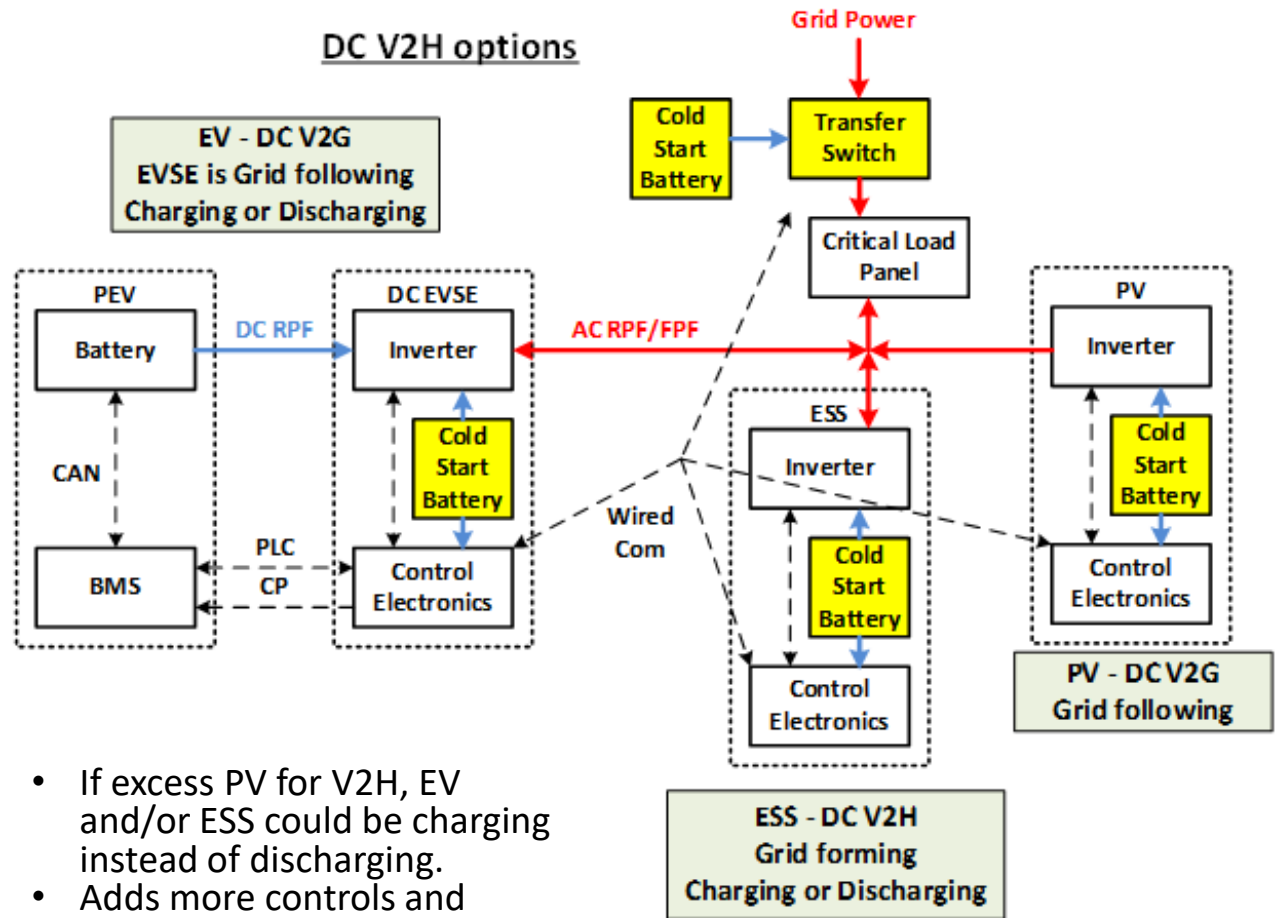 DC V2H options
Grid Power
Cold
Start
Battery
Transfer
Switch
EV - DC V2G
EVSE is Grid following
Charging or Discharging
Critical Load
Panel
PEV
Battery
DC RPF
DC EVSE
Inverter
AC RPF/FPF
PV
Inverter
CAN
Cold
Start
Battery
ESS
Inverter
Cold
Start
Battery
Wired
Com
BMS
PLC
CP
Control
Electronics
Cold
Start
Battery
Control
Electronics
Control
Electronics
PV - DC V2G
Grid following
• If excess PV for V2H, EV
and/or ESS could be charging
instead of discharging.
• Adds more controls and
ESS - DC V2H
Grid forming
Charging or Discharging